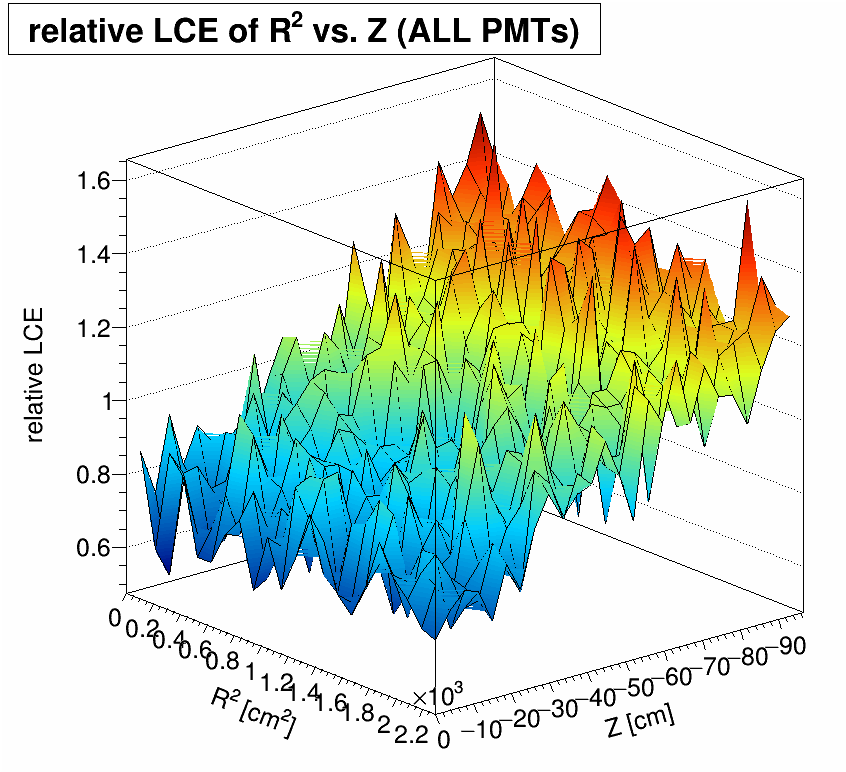 relative LCE of R² vs. Z (ALL PMTs)
relative LCE
1.6
1.4
1.2
1
0.8
0.6
0 0.2 0.4 0.6 0.8 1 1.2 1.4 1.6 1.8 2 2.2
×10³
R² [cm²]
0 −10 −20 −30 −40 −50 −60 −70 −80 −90
Z [cm]